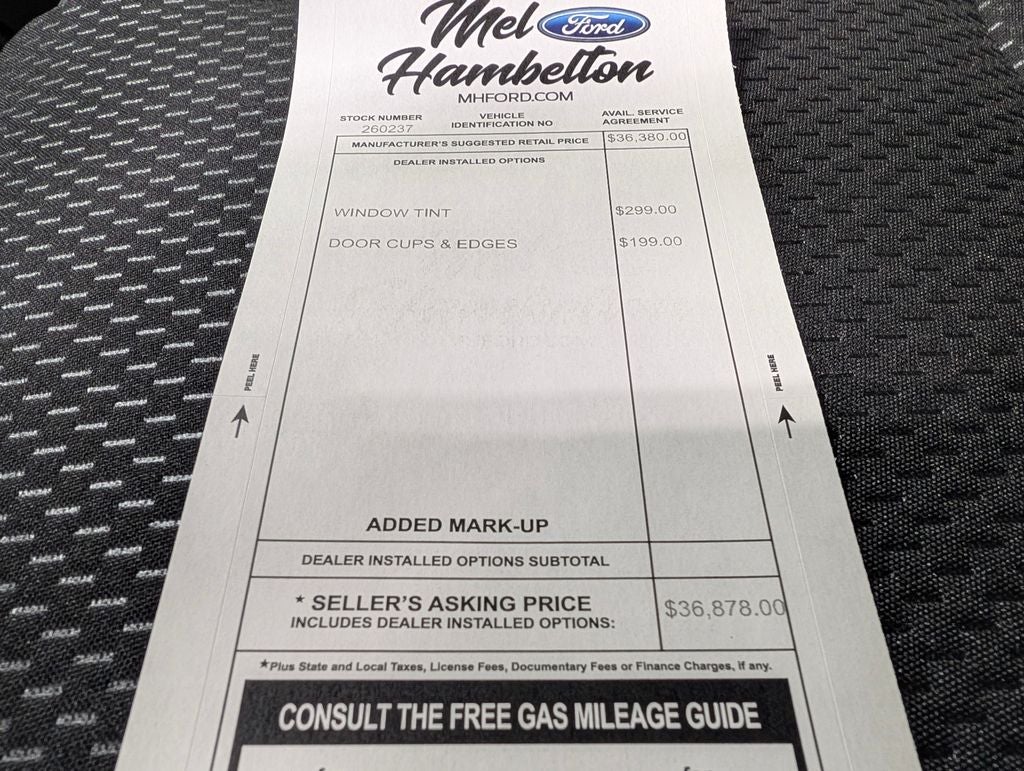 Mel Ford
Hambelton
MHFORD.COM
STOCK NUMBER
260237
VEHICLE
IDENTIFICATION NO
AVAIL. SERVICE
AGREEMENT
MANUFACTURER'S SUGGESTED RETAIL PRICE $36,380.00
DEALER INSTALLED OPTIONS
WINDOW TINT $299.00
DOOR CUPS & EDGES $199.00
PEEL HERE
PEEL HERE
ADDED MARK-UP
DEALER INSTALLED OPTIONS SUBTOTAL
* SELLER'S ASKING PRICE $36,878.00
INCLUDES DEALER INSTALLED OPTIONS:
*Plus State and Local Taxes, License Fees, Documentary Fees or Finance Charges, if any.
CONSULT THE FREE GAS MILEAGE GUIDE